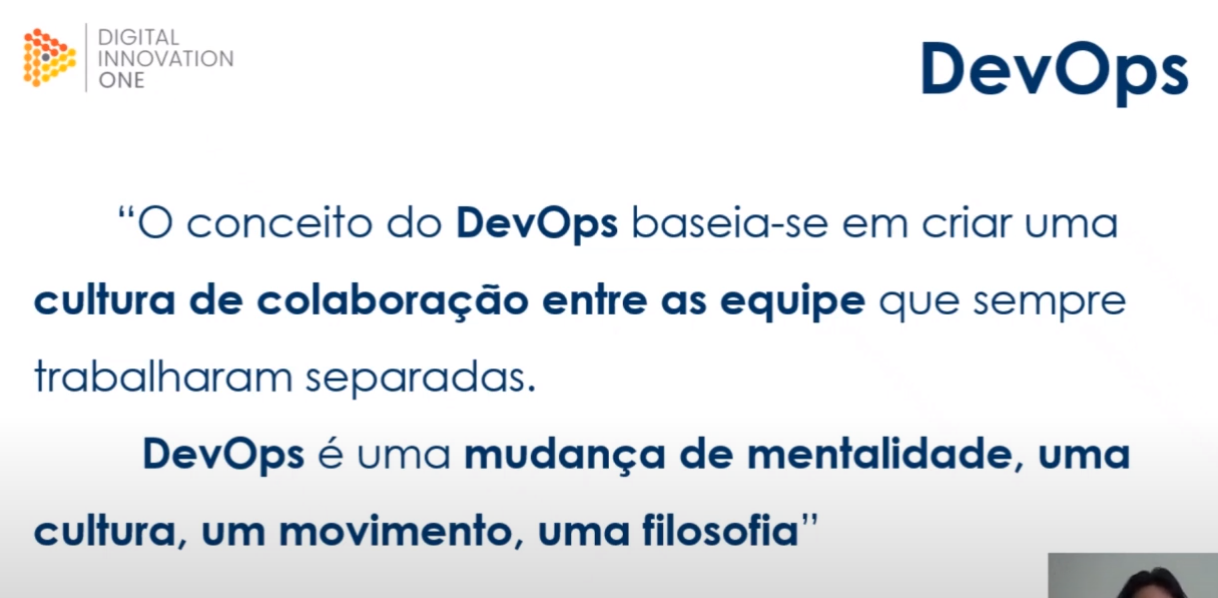 DIGITAL
INNOVATION
ONE
DevOps
“O conceito do DevOps baseia-se em criar uma
cultura de colaboração entre as equipe que sempre
trabalharam separadas.
DevOps é uma mudança de mentalidade, uma
cultura, um movimento, uma filosofia”